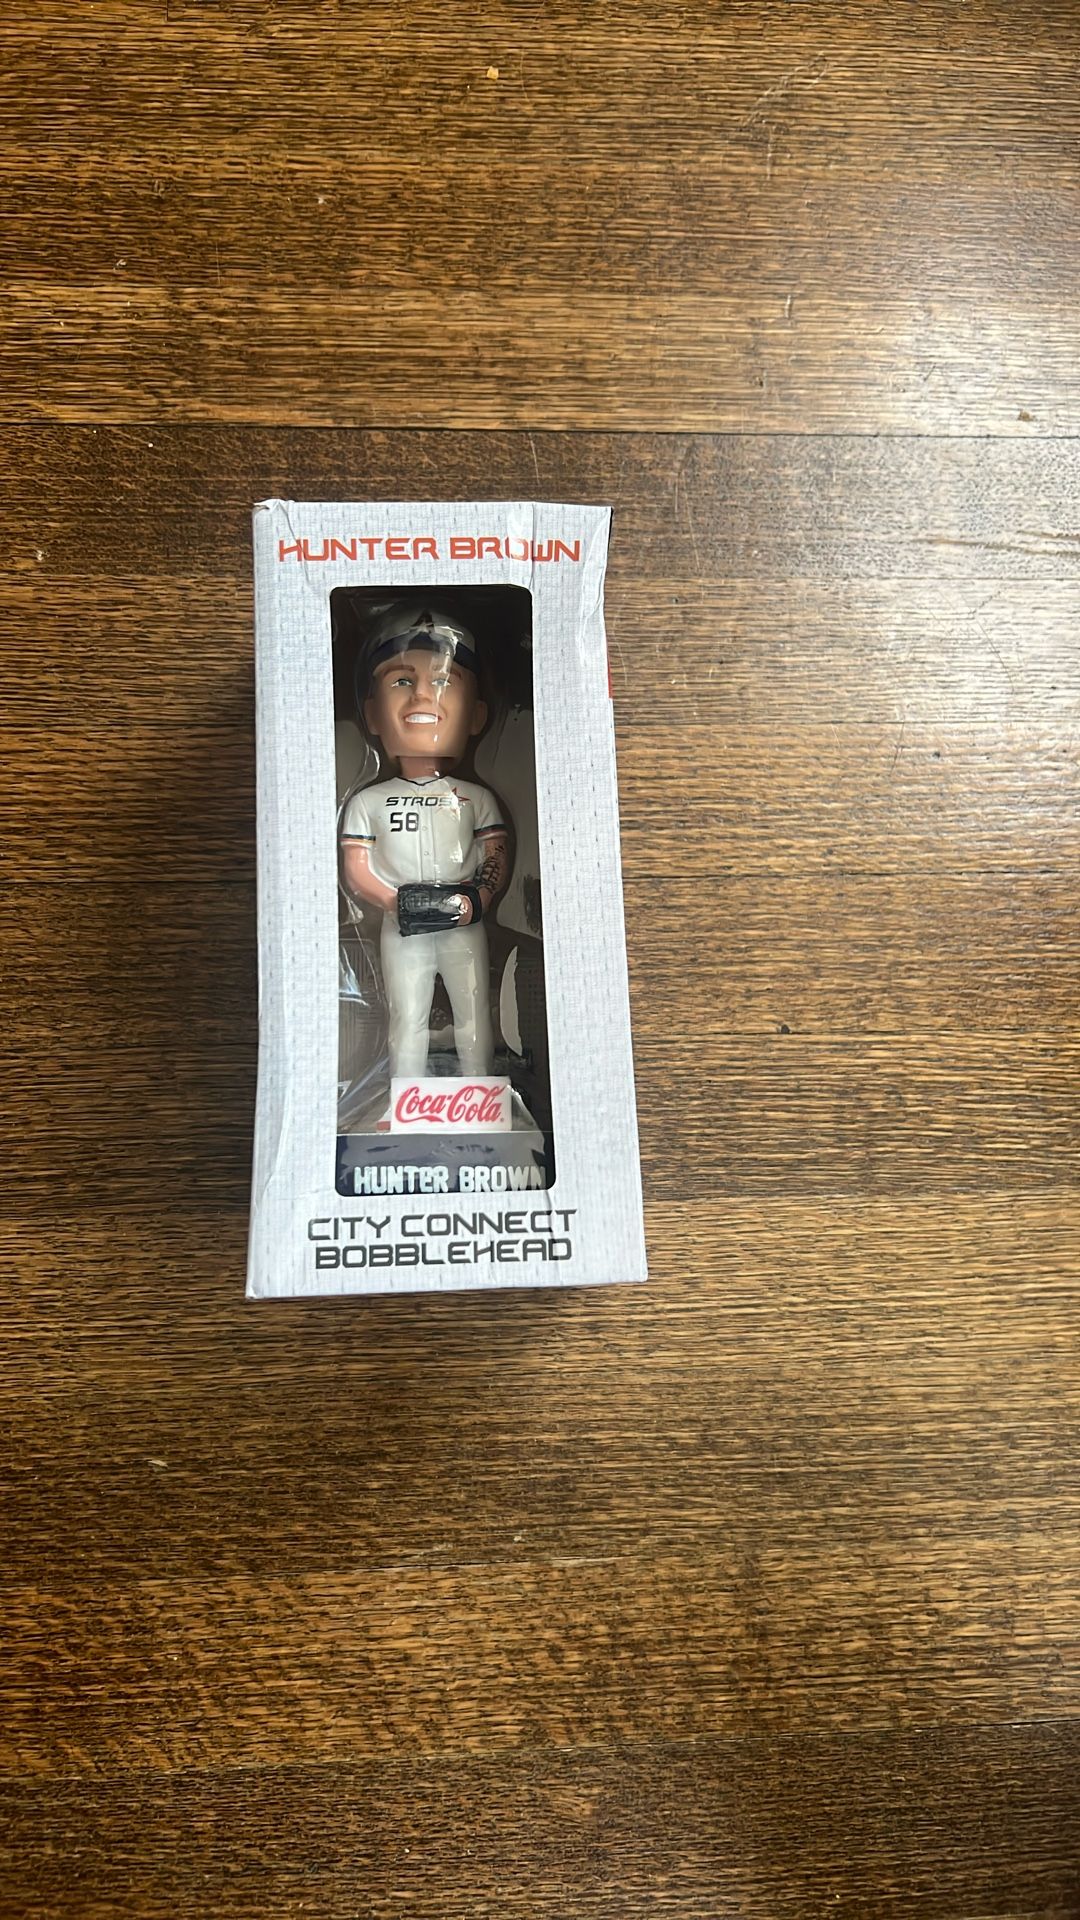 HUNTER BROWN
STROS
58
Coca-Cola
HUNTER BROWN
CITY CONNECT
BOBBLEHEAD